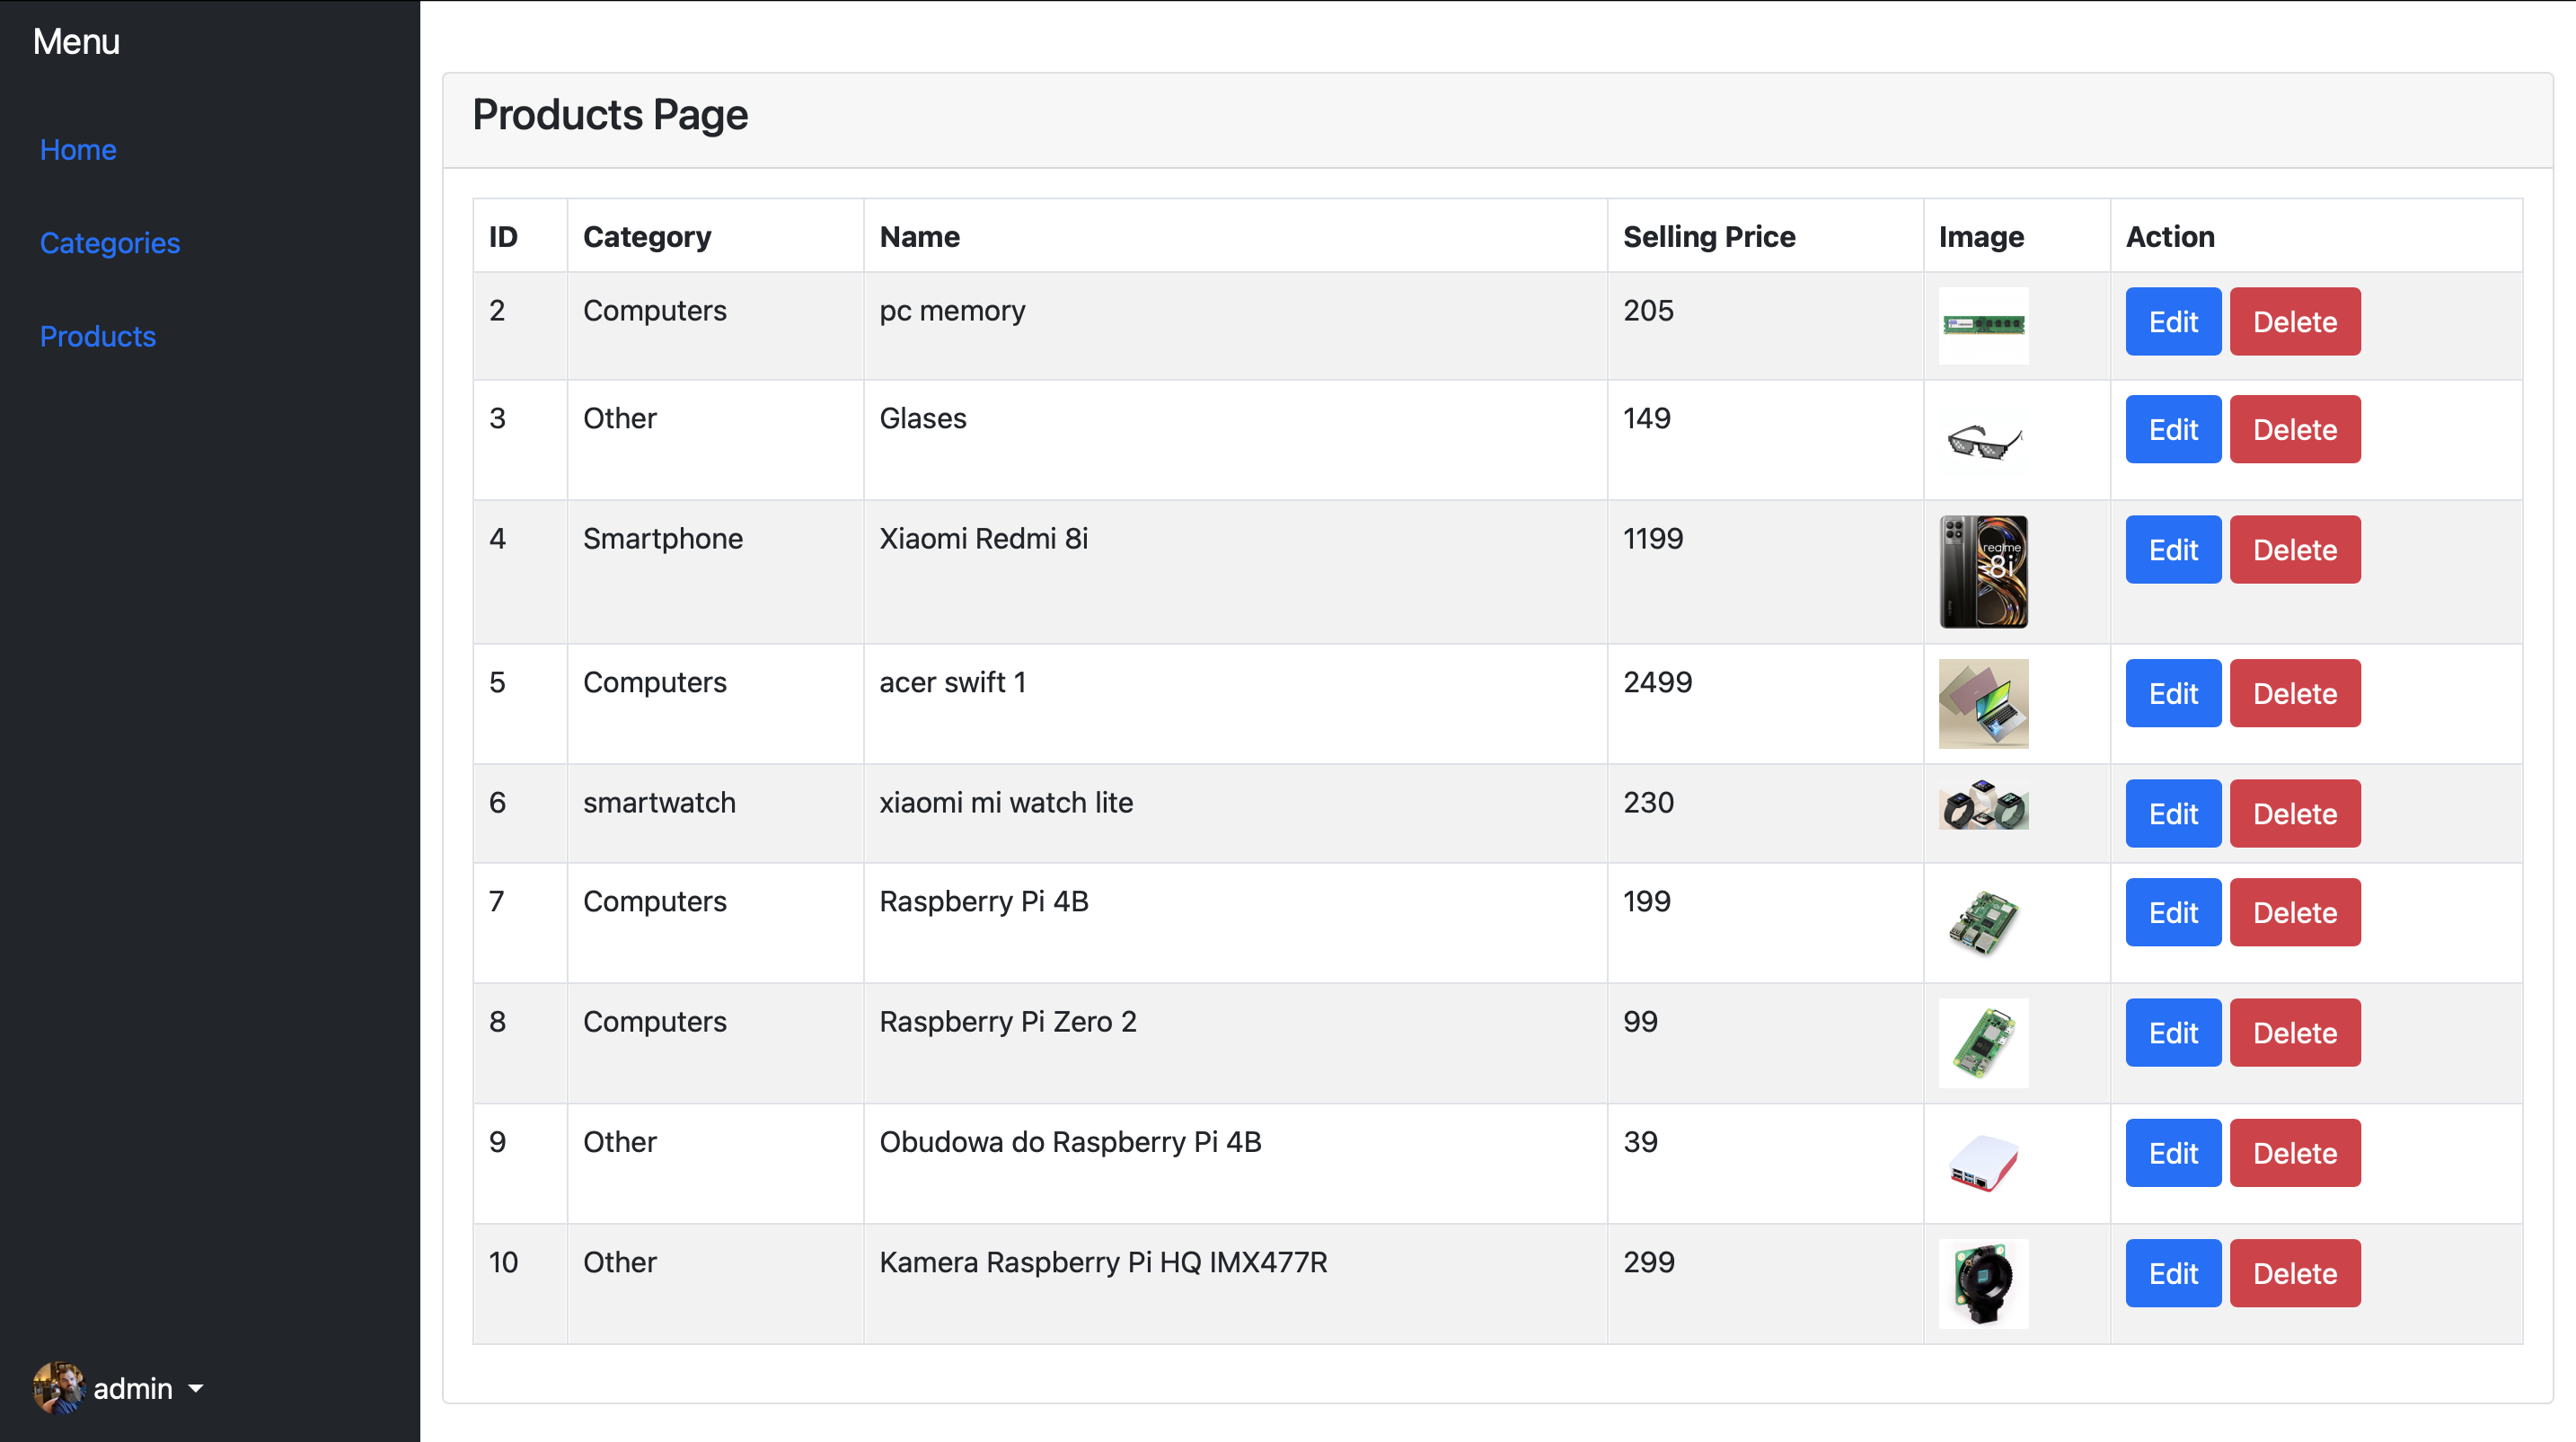 Menu
Home
Categories
Products
Products Page
ID Category Name Selling Price Image Action
2 Computers pc memory 205 Edit Delete
3 Other Glases 149 Edit Delete
4 Smartphone Xiaomi Redmi 8i 1199 realme 8i Edit Delete
5 Computers acer swift 1 2499 Edit Delete
6 smartwatch xiaomi mi watch lite 230 Edit Delete
7 Computers Raspberry Pi 4B 199 Edit Delete
8 Computers Raspberry Pi Zero 2 99 Edit Delete
9 Other Obudowa do Raspberry Pi 4B 39 Edit Delete
10 Other Kamera Raspberry Pi HQ IMX477R 299 Edit Delete
admin